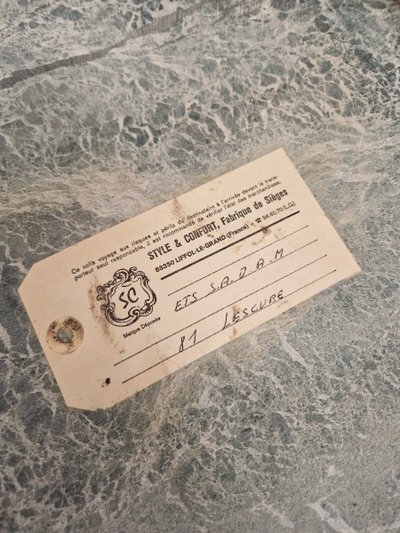 Ce colis voyage aux risques et périls du destinataire à l'arrivée devant le trans-
porteur seul responsable, il est recommandé de vérifier l'état des marchandises.
STYLE & CONFORT, Fabrique de Sièges
88350 LIFFOL-LE-GRAND (France)
SC
Marque Déposée
ETS S.A.D.A.M
81 LESCURE